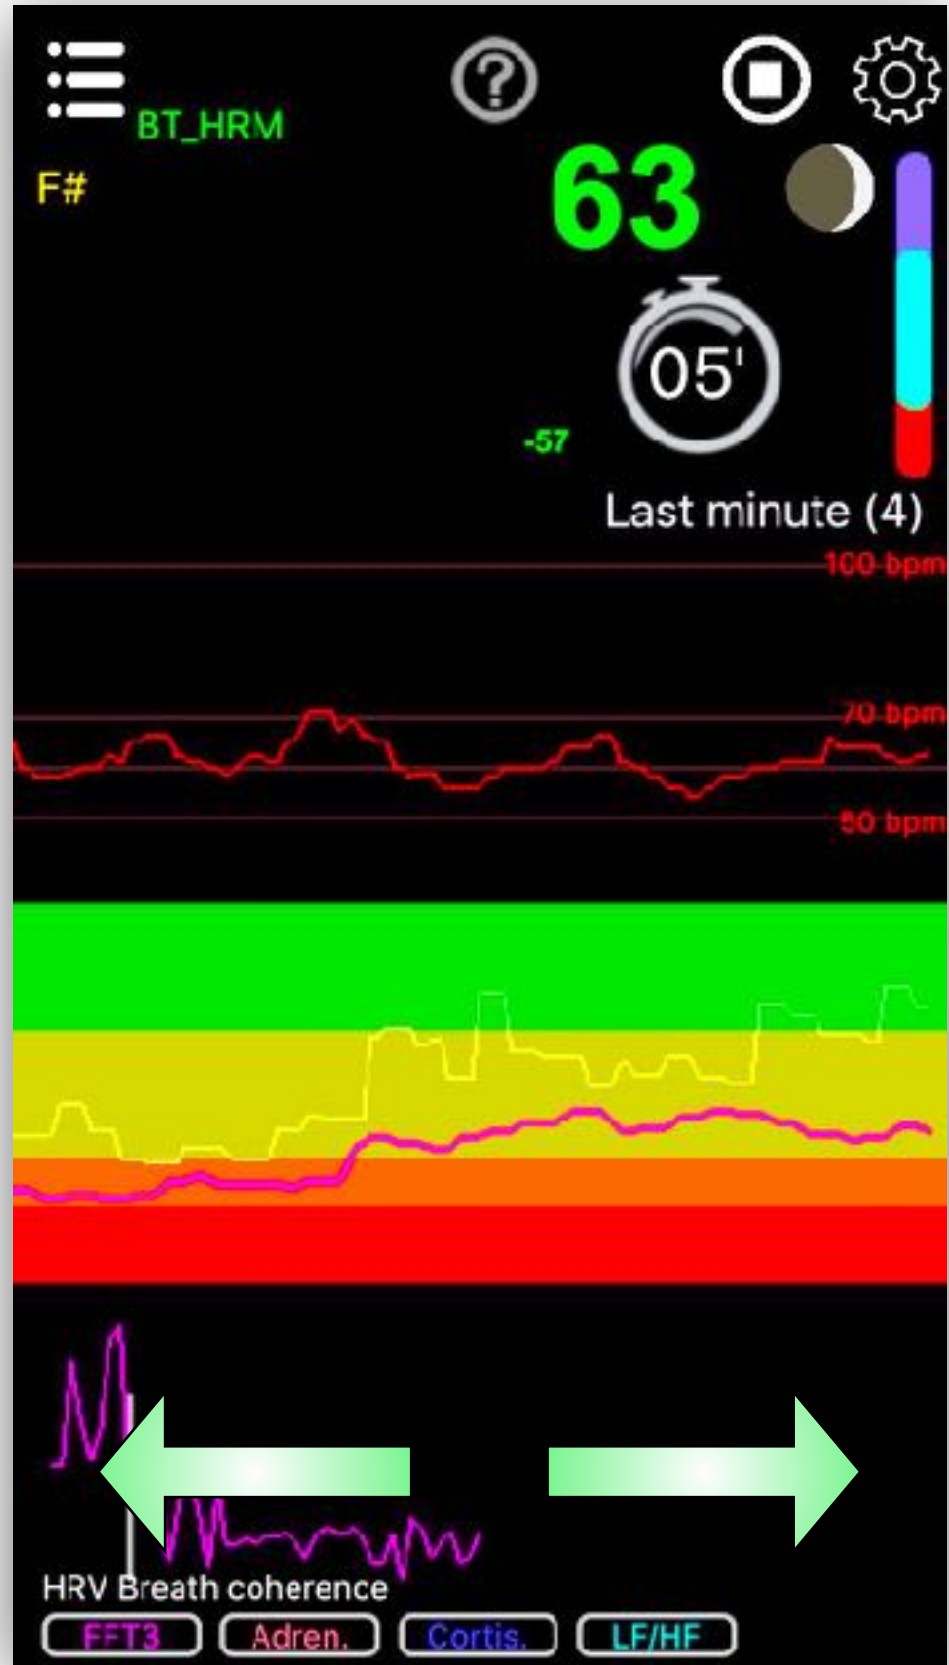 ?
BT_HRM
F#
63
05'
-57
Last minute (4)
100 bpm
70 bpm
50 bpm
HRV Breath coherence
FFT3 Adren. Cortis. LF/HF